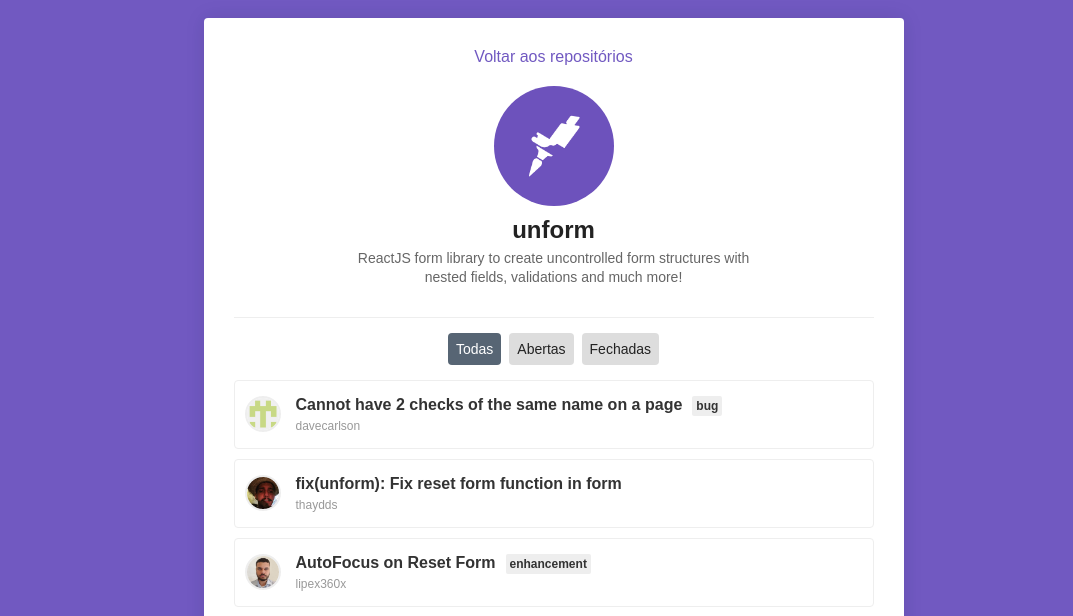 Voltar aos repositórios
unform
ReactJS form library to create uncontrolled form structures with
nested fields, validations and much more!
Todas Abertas Fechadas
Cannot have 2 checks of the same name on a page bug
davecarlson
fix(unform): Fix reset form function in form
thaydds
AutoFocus on Reset Form enhancement
lipex360x